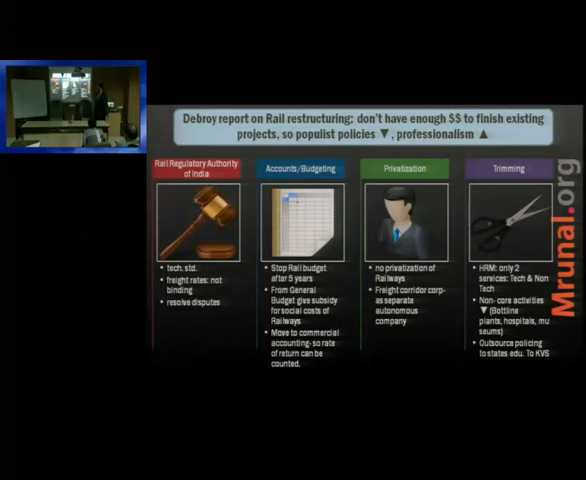 Debroy report on Rail restructuring: don't have enough $$ to finish existing
projects, so populist policies ▼, professionalism ▲
Rail Regulatory Authority
of India
• tech. std.
• freight rates: not
binding
• resolve disputes
Accounts/Budgeting
• Stop Rail budget
after 5 years
• From General
Budget give subsidy
for social costs of
Railways
• Move to commercial
accounting- so rate
of return can be
counted.
Privatization
• no privatization of
Railways
• Freight corridor corp-
as separate
autonomous
company
Trimming
• HRM: only 2
services: Tech & Non
Tech
• Non- core activities
▼ (Bottline
plants, hospitals, mu
seums)
• Outsource policing
to states edu. To KVS
Mrunal.org